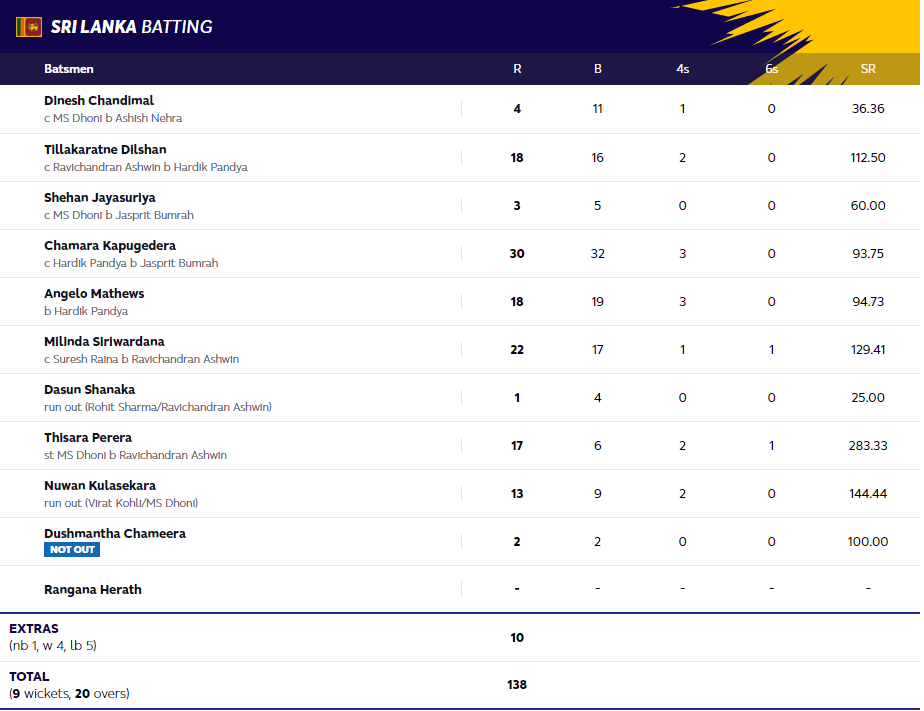 SRI LANKA BATTING
Batsmen R B 4s 6s SR
Dinesh Chandimal 4 11 1 0 36.36
c MS Dhoni b Ashish Nehra
Tillakaratne Dilshan 18 16 2 0 112.50
c Ravichandran Ashwin b Hardik Pandya
Shehan Jayasuriya 3 5 0 0 60.00
c MS Dhoni b Jasprit Bumrah
Chamara Kapugedera 30 32 3 0 93.75
c Hardik Pandya b Jasprit Bumrah
Angelo Mathews 18 19 3 0 94.73
b Hardik Pandya
Milinda Siriwardana 22 17 1 1 129.41
c Suresh Raina b Ravichandran Ashwin
Dasun Shanaka 1 4 0 0 25.00
run out (Rohit Sharma/Ravichandran Ashwin)
Thisara Perera 17 6 2 1 283.33
st MS Dhoni b Ravichandran Ashwin
Nuwan Kulasekara 13 9 2 0 144.44
run out (Virat Kohli/MS Dhoni)
Dushmantha Chameera 2 2 0 0 100.00
NOT OUT
Rangana Herath - - - - -
EXTRAS 10
(nb 1, w 4, lb 5)
TOTAL 138
(9 wickets, 20 overs)